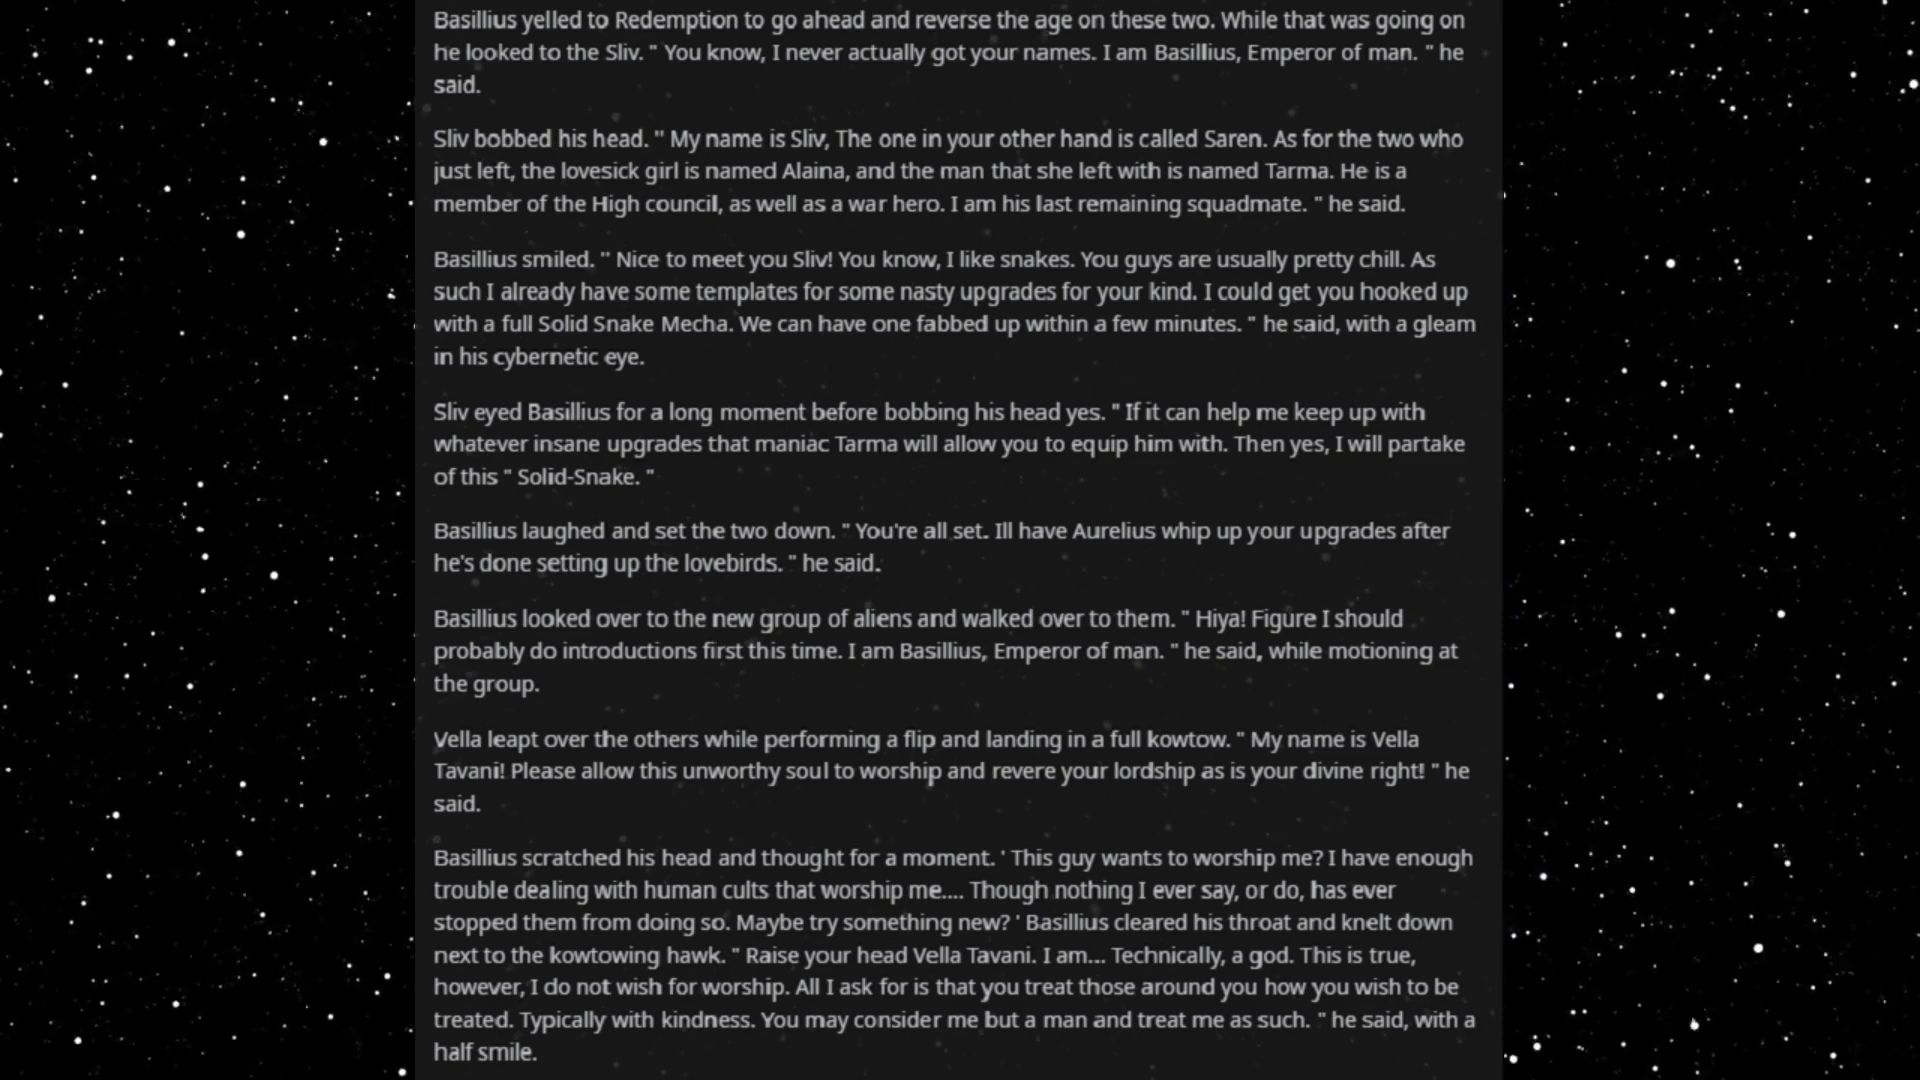 Basillius yelled to Redemption to go ahead and reverse the age on these two. While that was going on
he looked to the Sliv. " You know, I never actually got your names. I am Basillius, Emperor of man. " he
said.
Sliv bobbed his head. " My name is Sliv, The one in your other hand is called Saren. As for the two who
just left, the lovesick girl is named Alaina, and the man that she left with is named Tarma. He is a
member of the High council, as well as a war hero. I am his last remaining squadmate. " he said.
Basillius smiled. " Nice to meet you Sliv! You know, I like snakes. You guys are usually pretty chill. As
such I already have some templates for some nasty upgrades for your kind. I could get you hooked up
with a full Solid Snake Mecha. We can have one fabbed up within a few minutes. " he said, with a gleam
in his cybernetic eye.
Sliv eyed Basillius for a long moment before bobbing his head yes. " If it can help me keep up with
whatever insane upgrades that maniac Tarma will allow you to equip him with. Then yes, I will partake
of this " Solid-Snake. "
Basillius laughed and set the two down. " You're all set. Ill have Aurelius whip up your upgrades after
he's done setting up the lovebirds. " he said.
Basillius looked over to the new group of aliens and walked over to them. " Hiya! Figure I should
probably do introductions first this time. I am Basillius, Emperor of man. " he said, while motioning at
the group.
Vella leapt over the others while performing a flip and landing in a full kowtow. " My name is Vella
Tavani! Please allow this unworthy soul to worship and revere your lordship as is your divine right! " he
said.
Basillius scratched his head and thought for a moment. ' This guy wants to worship me? I have enough
trouble dealing with human cults that worship me.... Though nothing I ever say, or do, has ever
stopped them from doing so. Maybe try something new? ' Basillius cleared his throat and knelt down
next to the kowtowing hawk. " Raise your head Vella Tavani. I am... Technically, a god. This is true,
however, I do not wish for worship. All I ask for is that you treat those around you how you wish to be
treated. Typically with kindness. You may consider me but a man and treat me as such. " he said, with a
half smile.